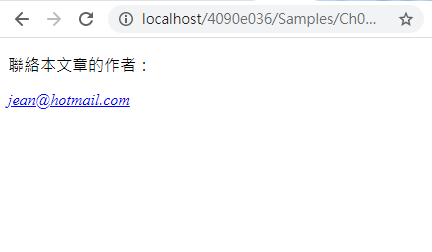 localhost/4090e036/Samples/Ch0...
聯絡本文章的作者：
jean@hotmail.com